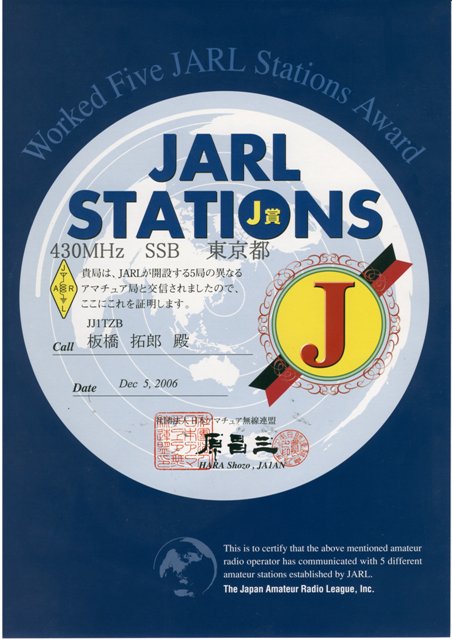 Worked Five JARL Stations Award
JARL
STATIONS
J賞
430MHz SSB 東京都
貴局は、JARLが開設する5局の異なる
アマチュア局と交信されましたので、
ここにこれを証明します。
J
A R
L
J
JJ1TZB
Call 板橋 拓郎 殿
Date Dec 5, 2006
社団法人日本アマチュア無線連盟
原昌三
HARA Shozo , JA1AN
This is to certify that the above mentioned amateur
radio operator has communicated with 5 different
amateur stations established by JARL.
The Japan Amateur Radio League, Inc.